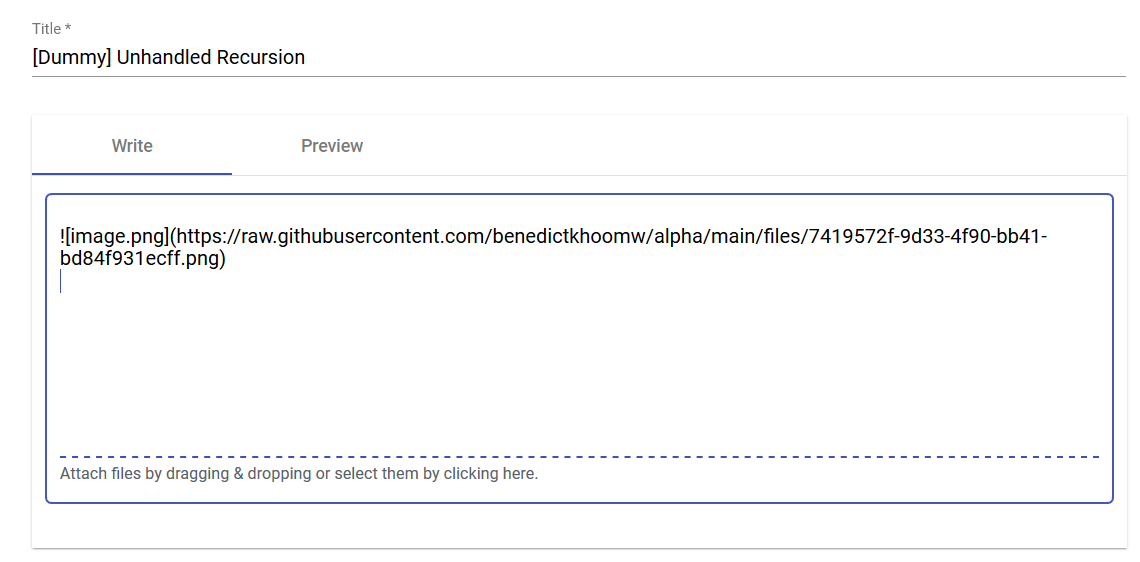 Title *
[Dummy] Unhandled Recursion
Write
Preview
![image.png](https://raw.githubusercontent.com/benedictkhoomw/alpha/main/files/7419572f-9d33-4f90-bb41-
bd84f931ecff.png)
Attach files by dragging & dropping or select them by clicking here.